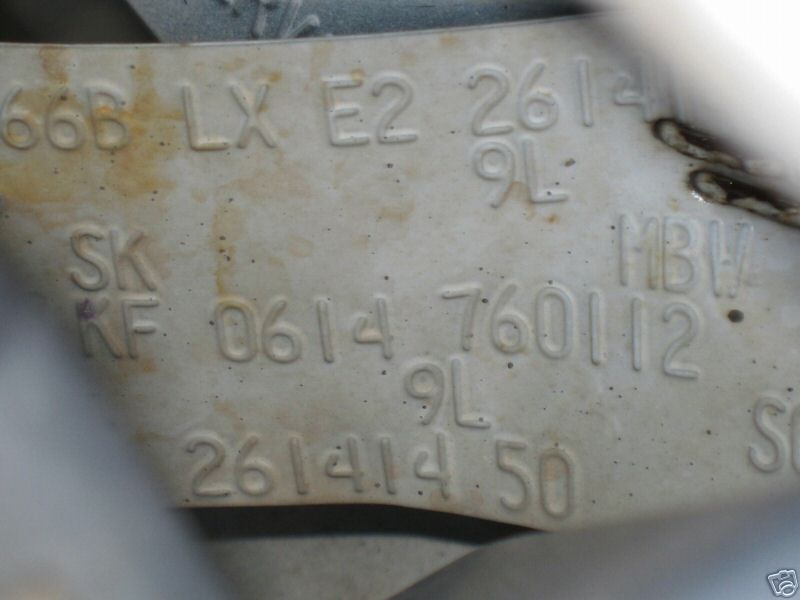 66B LX E2 2614
9L
SK MBW
KF 0614 760112
9L
261414 50